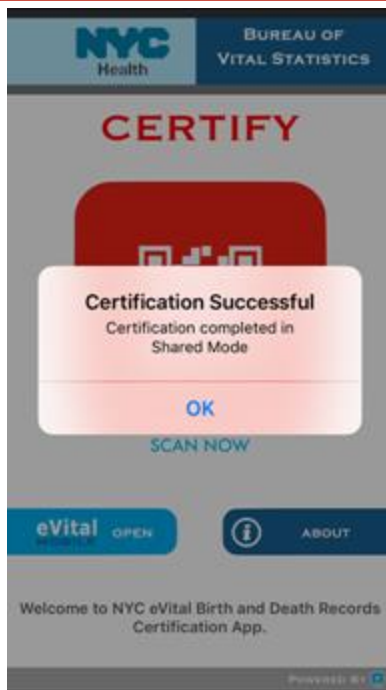 NYC
Health
BUREAU OF
VITAL STATISTICS
CERTIFY
Certification Successful
Certification completed in
Shared Mode
OK
SCAN NOW
eVital OPEN
ABOUT
Welcome to NYC eVital Birth and Death Records
Certification App.
POWERED BY